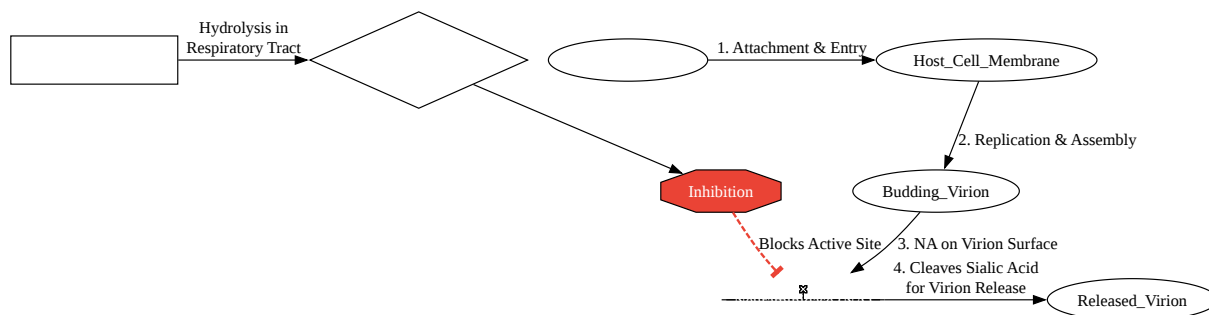 Hydrolysis in
Respiratory Tract
1. Attachment & Entry
Host_Cell_Membrane
2. Replication & Assembly
Inhibition
Budding_Virion
Blocks Active Site
3. NA on Virion Surface
4. Cleaves Sialic Acid
for Virion Release
Released_Virion